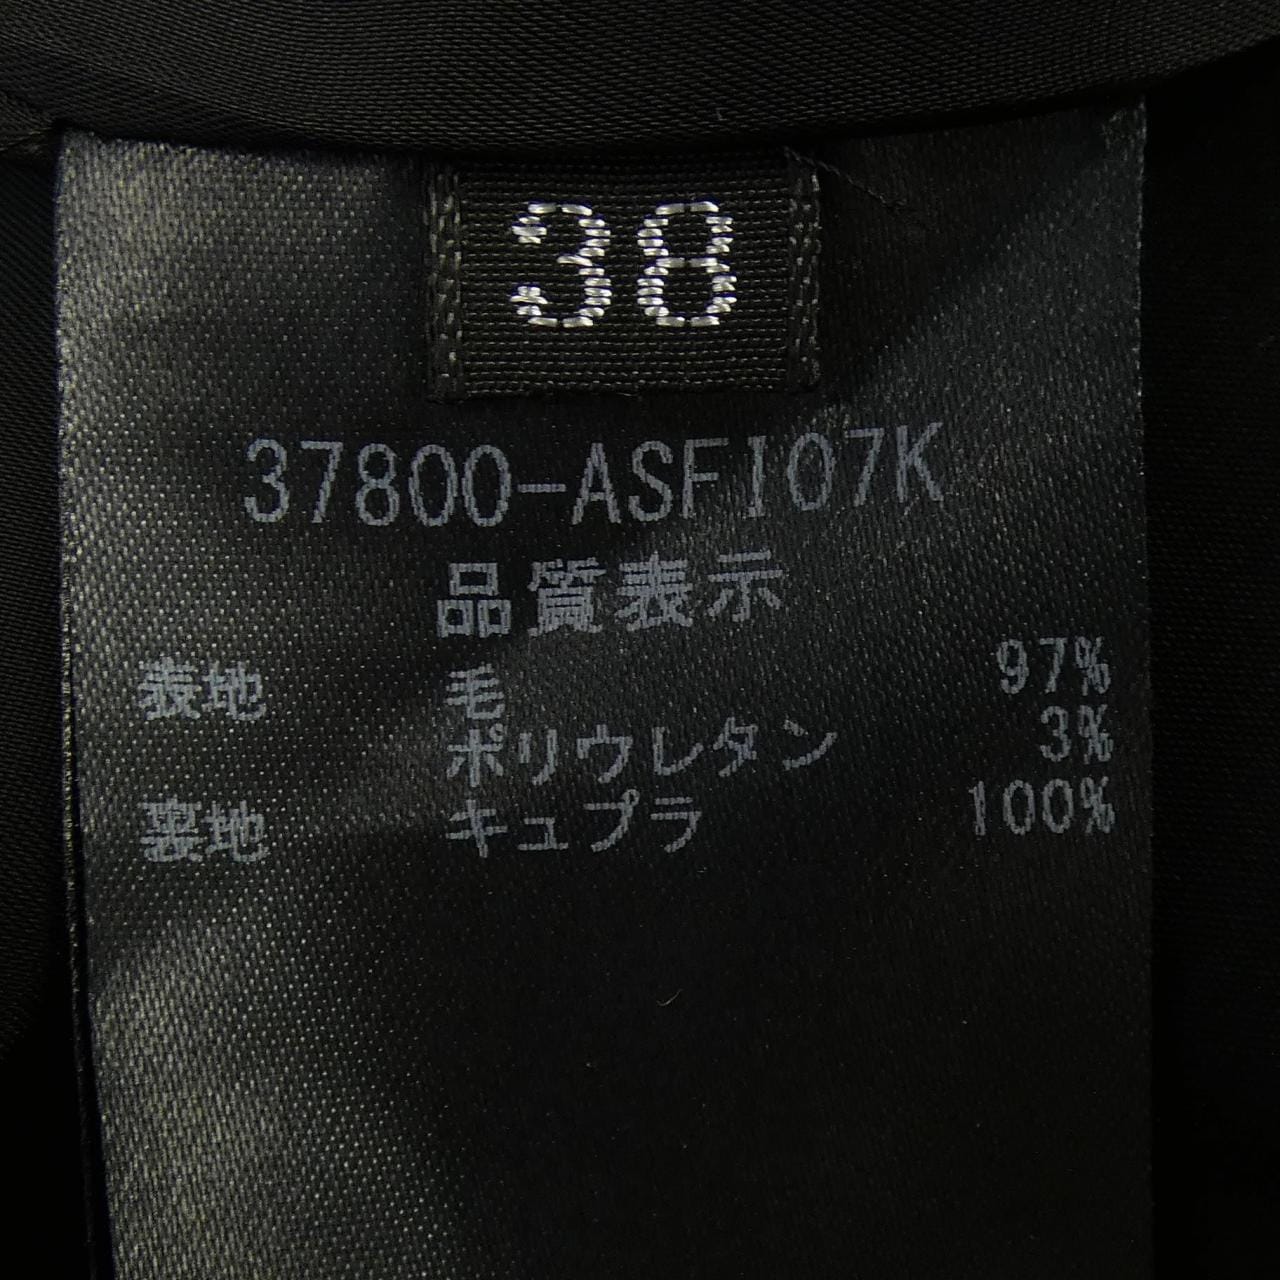 38
37800-ASFI07K
品質表示
表地 毛 97%
ポリウレタン 3%
裏地 キュプラ 100%